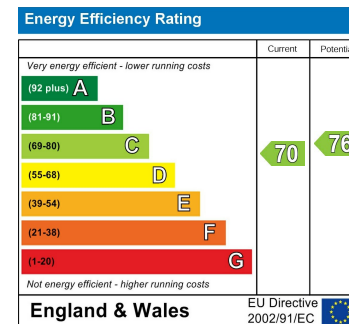 Energy Efficiency Rating
Current Potenti
Very energy efficient - lower running costs
(92 plus) A
(81-91) B
(69-80) C
(55-68) D
(39-54) E
(21-38) F
(1-20) G
70
76
Not energy efficient - higher running costs
England & Wales
EU Directive
2002/91/EC